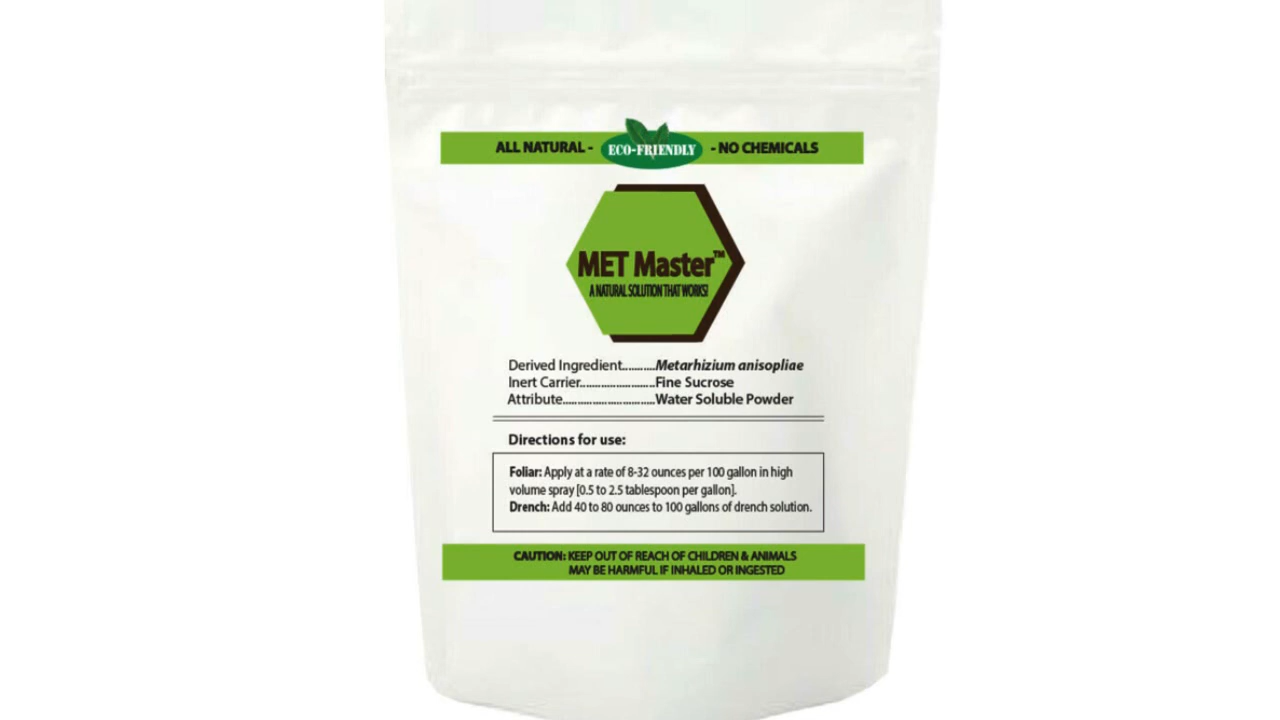 ALL NATURAL - ECO-FRIENDLY - NO CHEMICALS
MET Master™
A NATURAL SOLUTION THAT WORKS!
Derived Ingredient..........Metarhizium anisopliae
Inert Carrier.......................Fine Sucrose
Attribute.............................Water Soluble Powder
Directions for use:
Foliar: Apply at a rate of 8-32 ounces per 100 gallon in high
volume spray [0.5 to 2.5 tablespoon per gallon].
Drench: Add 40 to 80 ounces to 100 gallons of drench solution.
CAUTION: KEEP OUT OF REACH OF CHILDREN & ANIMALS
MAY BE HARMFUL IF INHALED OR INGESTED